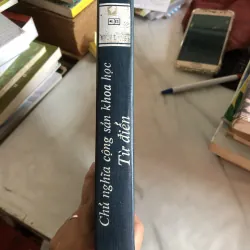 Chủ nghĩa cộng sản khoa học
Từ điển